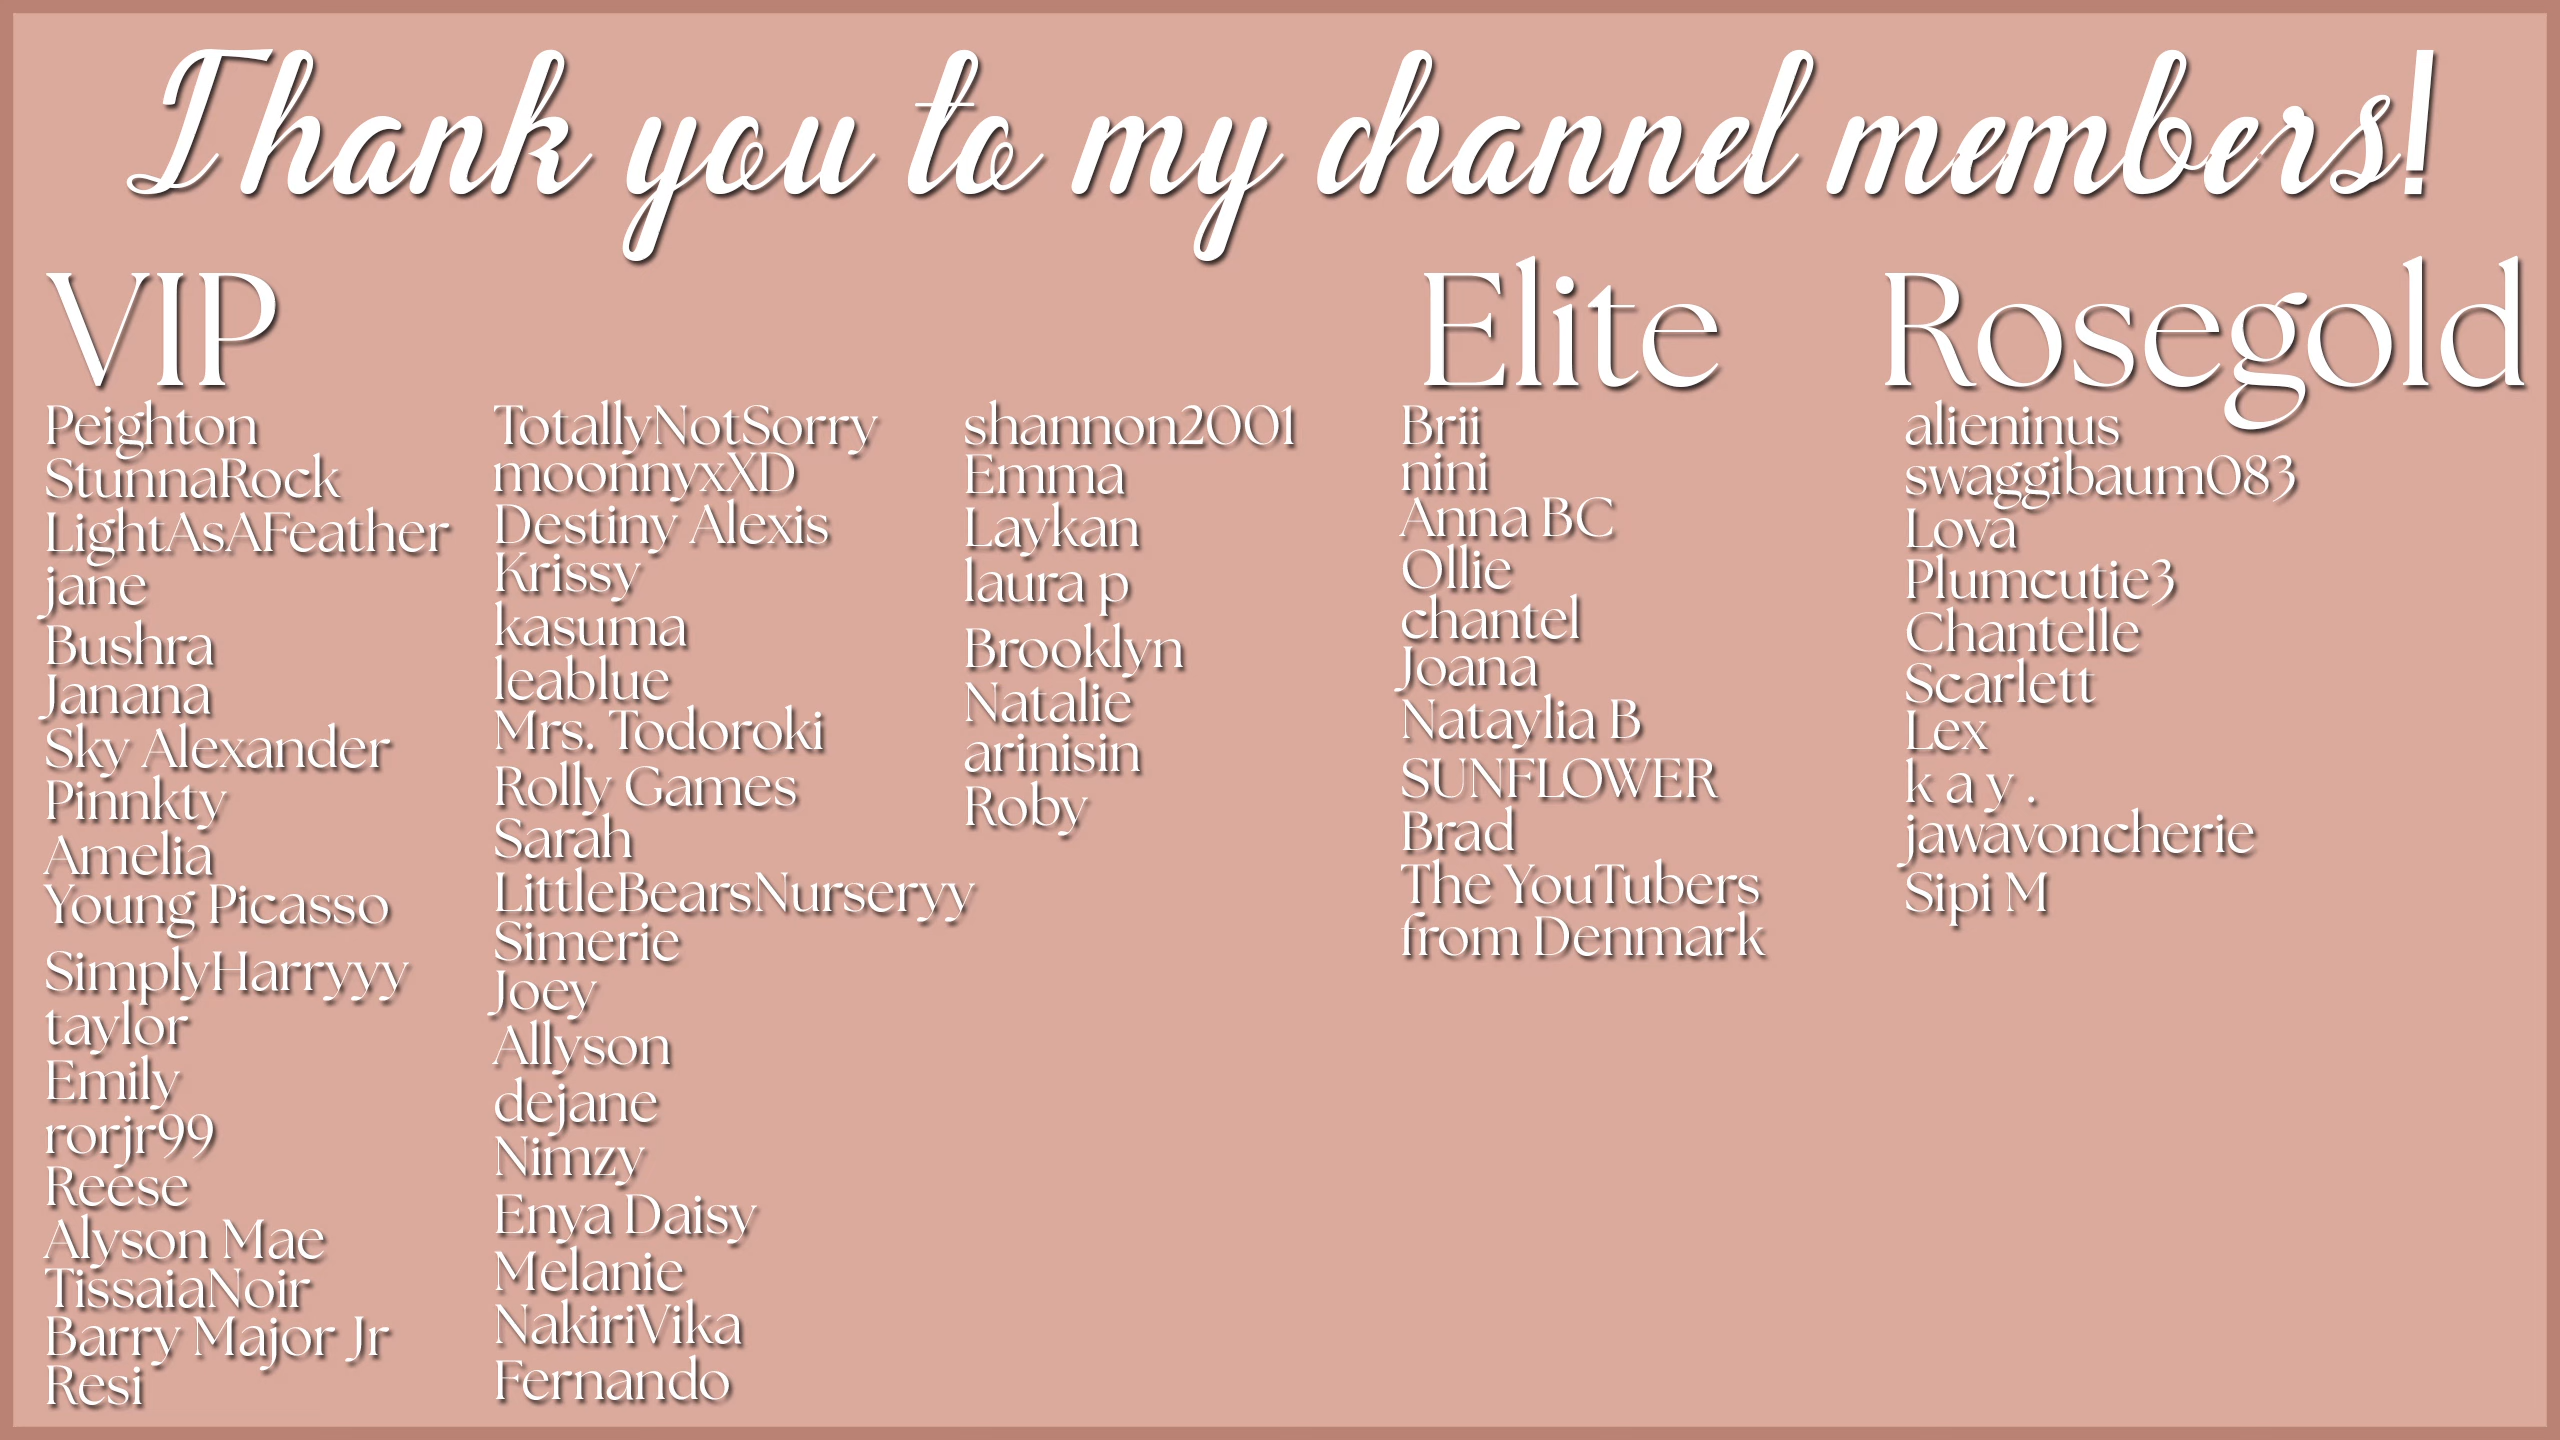 Thank you to my channel members!
VIP
Peighton
StunnaRock
LightAsAFeather
jane
Bushra
Janana
Sky Alexander
Pinnkty
Amelia
Young Picasso
SimplyHarryyy
taylor
Emily
rorjr99
Reese
Alyson Mae
TissaiaNoir
Barry Major Jr
Resi
TotallyNotSorry
moonnyxXD
Destiny Alexis
Krissy
kasuma
leablue
Mrs. Todoroki
Rolly Games
Sarah
LittleBearsNurseryy
Simerie
Joey
Allyson
dejane
Nimzy
Enya Daisy
Melanie
NakiriVika
Fernando
shannon2001
Emma
Laykan
laura p
Brooklyn
Natalie
arinisin
Roby
Elite
Brii
nini
Anna BC
Ollie
chantel
Joana
Nataylia B
SUNFLOWER
Brad
The YouTubers
from Denmark
Rosegold
alieninus
swaggibaum083
Lova
Plumcutie3
Chantelle
Scarlett
Lex
k a y .
jawavoncherie
Sipi M